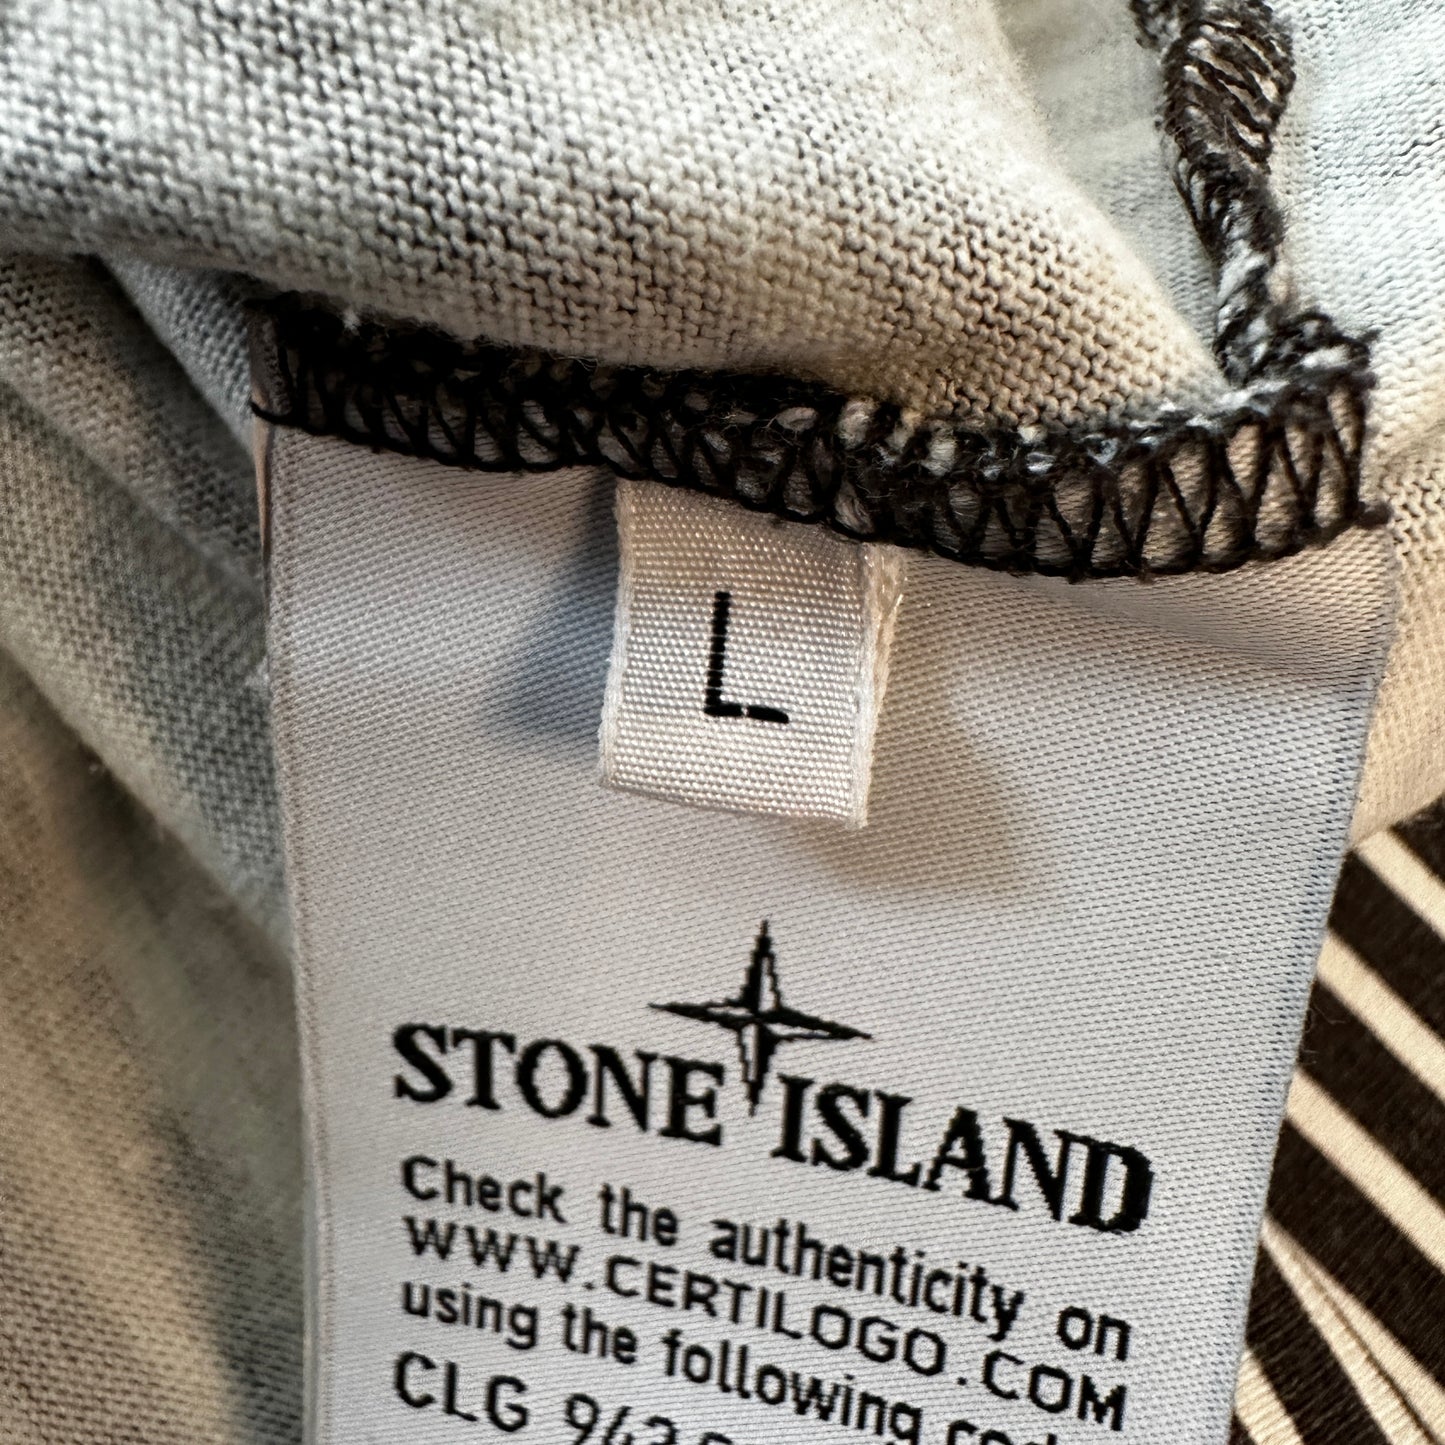 L
STONE ISLAND
Check the authenticity on
WWW.CERTILOGO.COM
using the following
CLG